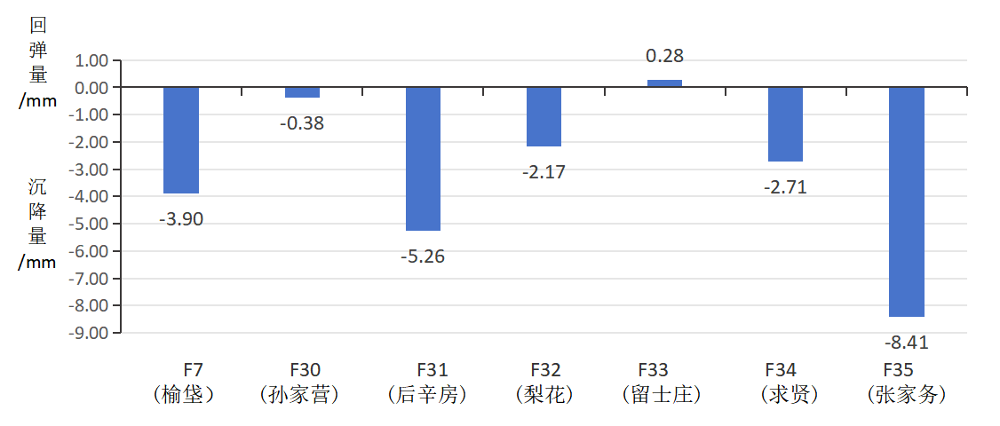 回
弹
量
/mm
沉
降
量
/mm
1.00
0.00
-1.00
-2.00
-3.00
-4.00
-5.00
-6.00
-7.00
-8.00
-9.00
-3.90
-0.38
-5.26
-2.17
0.28
-2.71
-8.41
F7 F30 F31 F32 F33 F34 F35
（榆垡） （孙家营） （后辛房） （梨花） （留士庄） （求贤） （张家务）